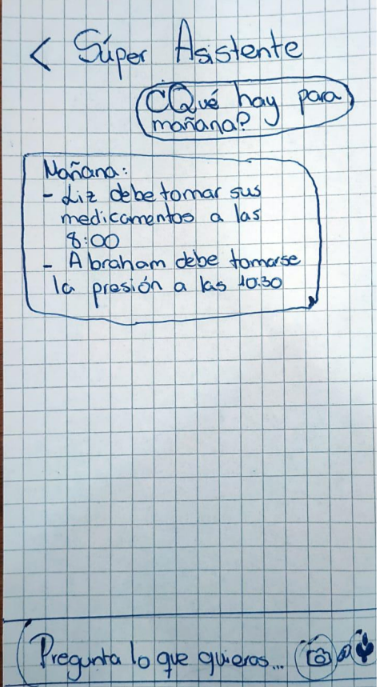 < Súper Asistente
¿Qué hay para
mañana?
Mañana:
- Liz debe tomar sus
medicamentos a las
8:00
- Abraham debe tomarse
la presión a las 10:30
Pregunta lo que quieras...